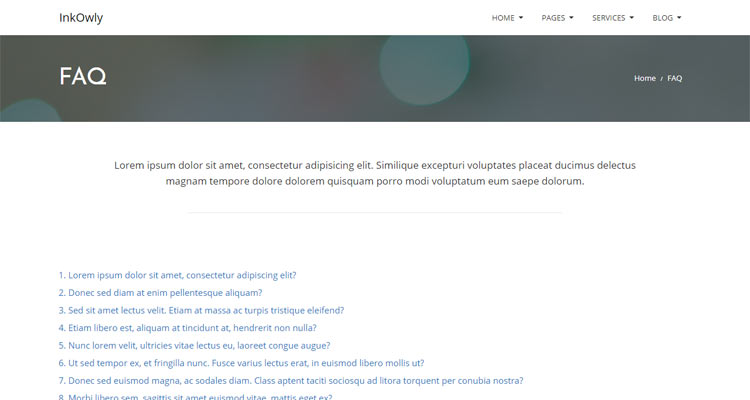 InkOwly
HOME PAGES SERVICES BLOG
FAQ
Home / FAQ
Lorem ipsum dolor sit amet, consectetur adipisicing elit. Similique excepturi voluptates placeat ducimus delectus
magnam tempore dolore dolorem quisquam porro modi voluptatum eum saepe dolorum.
1. Lorem ipsum dolor sit amet, consectetur adipiscing elit?
2. Donec sed diam at enim pellentesque aliquam?
3. Sed sit amet lectus velit. Etiam at massa ac turpis tristique eleifend?
4. Etiam libero est, aliquam at tincidunt at, hendrerit non nulla?
5. Nunc lorem velit, ultricies vitae lectus eu, laoreet congue augue?
6. Ut sed tempor ex, et fringilla nunc. Fusce varius lectus erat, in euismod libero mollis ut?
7. Donec sed euismod magna, ac sodales diam. Class aptent taciti sociosqu ad litora torquent per conubia nostra?
8. Morbi libero sem, sagittis sit amet euismod vitae, mattis eget ex?